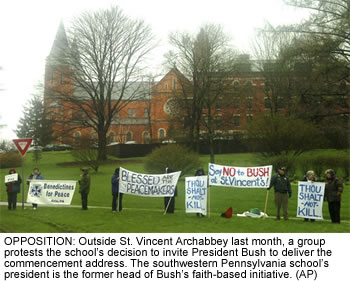 Benedictines
for Peace
BLESSED
PEACEMAKERS
THOU
SHALT
-NOT-
KILL
Say NO to BUSH
at St. Vincent's!
THOU
SHALT
-NOT-
KILL
OPPOSITION: Outside St. Vincent Archabbey last month, a group
protests the school's decision to invite President Bush to deliver the
commencement address. The southwestern Pennsylvania school's
president is the former head of Bush's faith-based initiative. (AP)